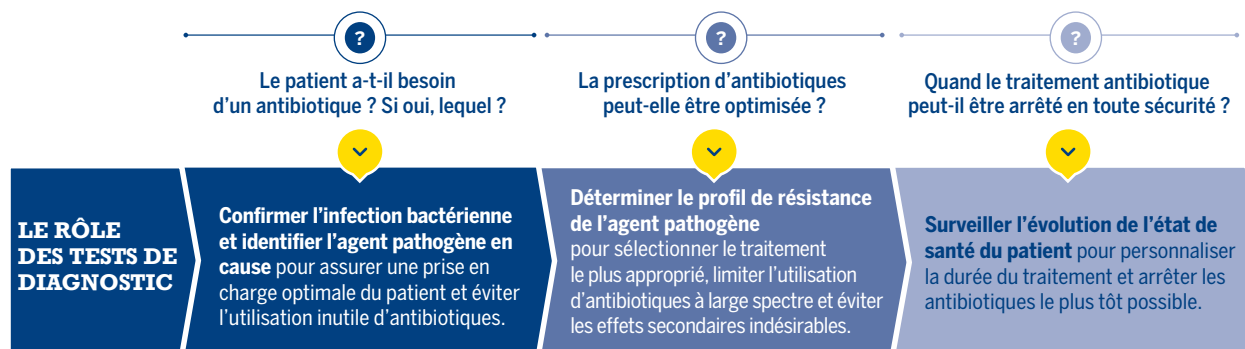 ?
Le patient a-t-il besoin
d'un antibiotique ? Si oui, lequel ?
?
La prescription d'antibiotiques
peut-elle être optimisée ?
?
Quand le traitement antibiotique
peut-il être arrêté en toute sécurité ?
LE RÔLE
DES TESTS DE
DIAGNOSTIC
Confirmer l'infection bactérienne
et identifier l'agent pathogène en
cause pour assurer une prise en
charge optimale du patient et éviter
l'utilisation inutile d'antibiotiques.
Déterminer le profil de résistance
de l'agent pathogène
pour sélectionner le traitement
le plus approprié, limiter l'utilisation
d'antibiotiques à large spectre et éviter
les effets secondaires indésirables.
Surveiller l'évolution de l'état de
santé du patient pour personnaliser
la durée du traitement et arrêter les
antibiotiques le plus tôt possible.